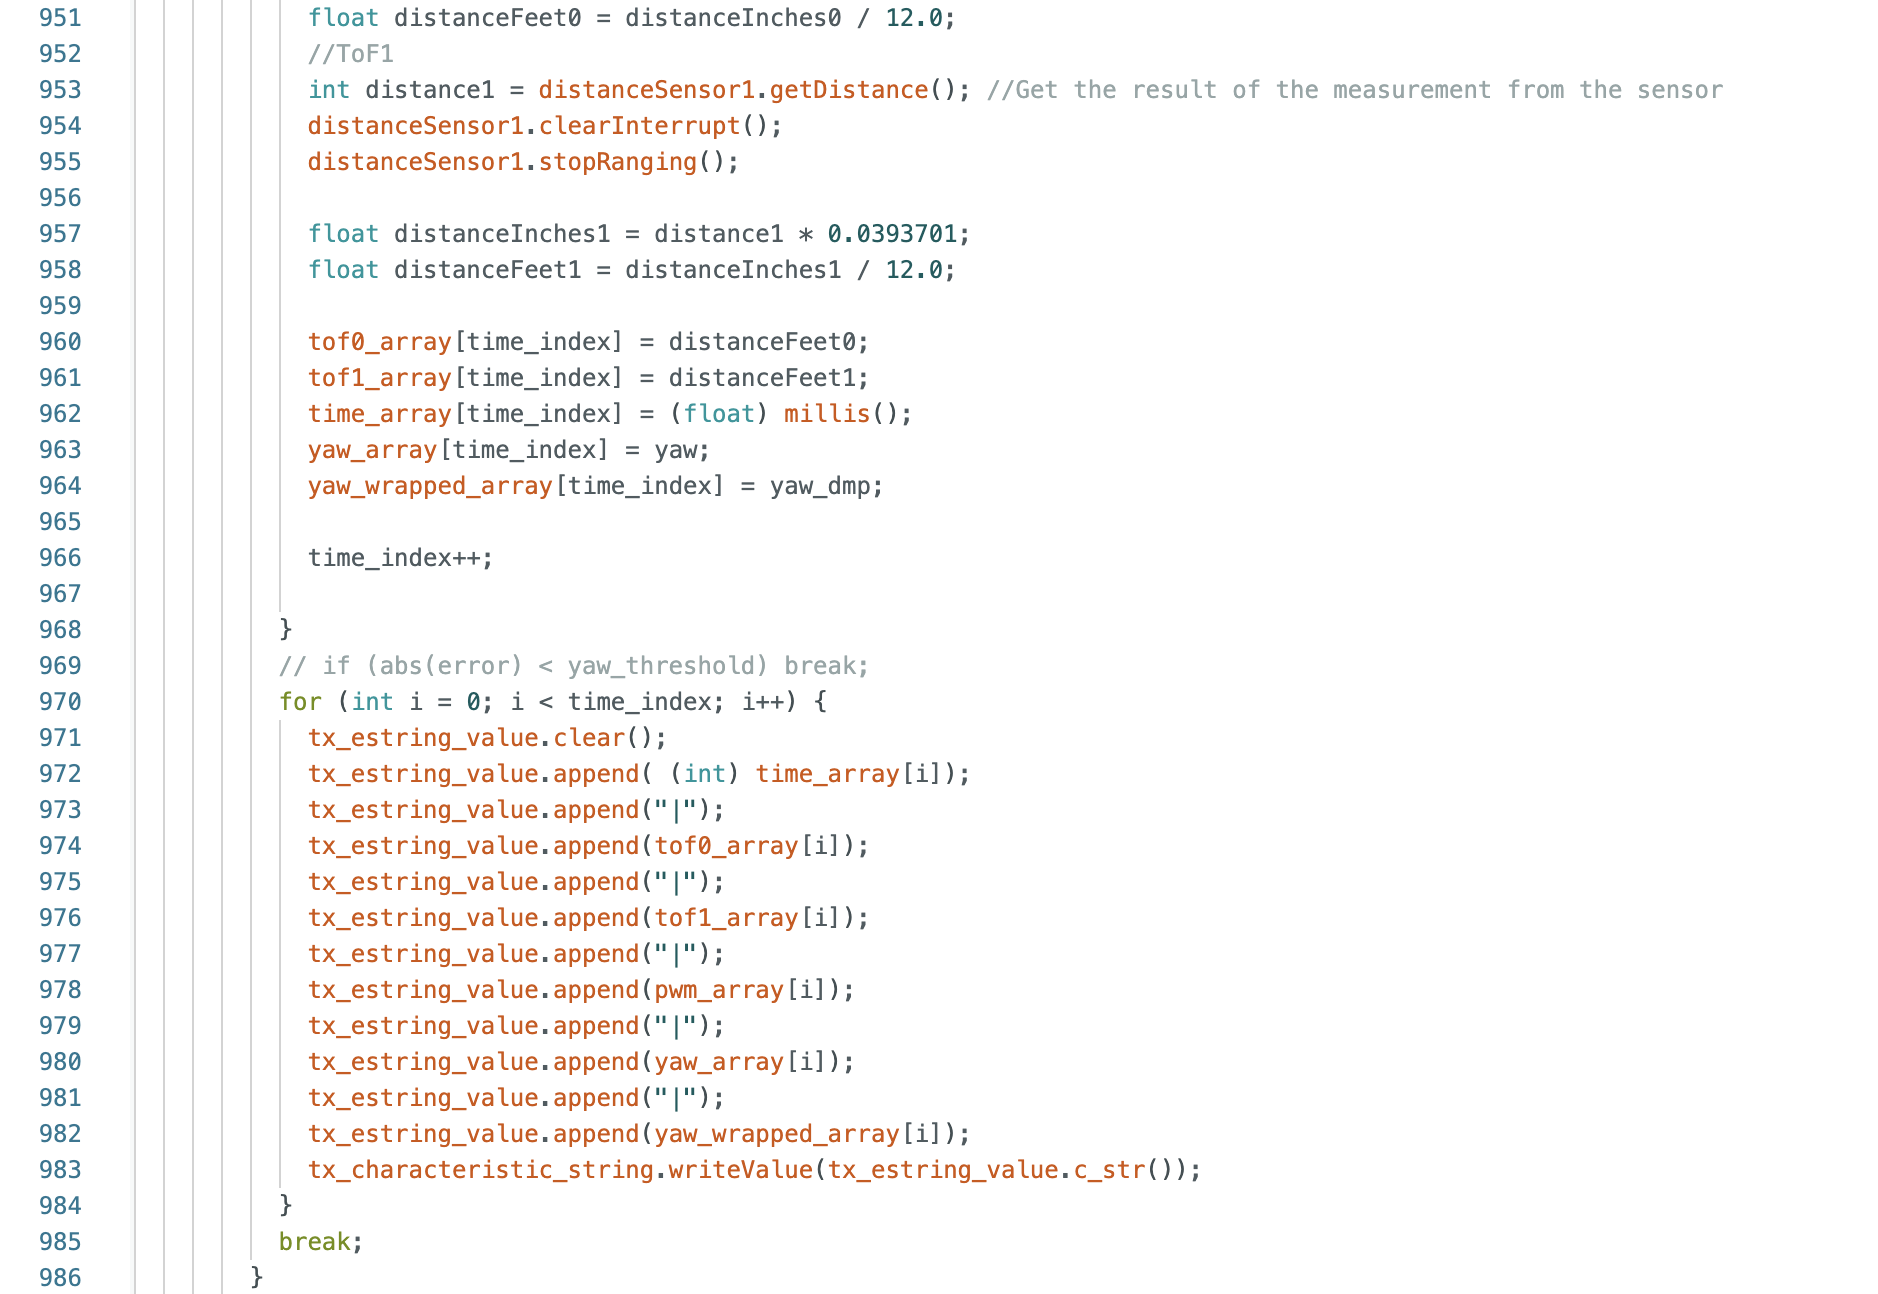 951 float distanceFeet0 = distanceInches0 / 12.0;
952 //ToF1
953 int distance1 = distanceSensor1.getDistance(); //Get the result of the measurement from the sensor
954 distanceSensor1.clearInterrupt();
955 distanceSensor1.stopRanging();
956
957 float distanceInches1 = distance1 * 0.0393701;
958 float distanceFeet1 = distanceInches1 / 12.0;
959
960 tof0_array[time_index] = distanceFeet0;
961 tof1_array[time_index] = distanceFeet1;
962 time_array[time_index] = (float) millis();
963 yaw_array[time_index] = yaw;
964 yaw_wrapped_array[time_index] = yaw_dmp;
965
966 time_index++;
967
968 }
969 // if (abs(error) < yaw_threshold) break;
970 for (int i = 0; i < time_index; i++) {
971 tx_estring_value.clear();
972 tx_estring_value.append( (int) time_array[i]);
973 tx_estring_value.append("|");
974 tx_estring_value.append(tof0_array[i]);
975 tx_estring_value.append("|");
976 tx_estring_value.append(tof1_array[i]);
977 tx_estring_value.append("|");
978 tx_estring_value.append(pwm_array[i]);
979 tx_estring_value.append("|");
980 tx_estring_value.append(yaw_array[i]);
981 tx_estring_value.append("|");
982 tx_estring_value.append(yaw_wrapped_array[i]);
983 tx_characteristic_string.writeValue(tx_estring_value.c_str());
984 }
985 break;
986 }